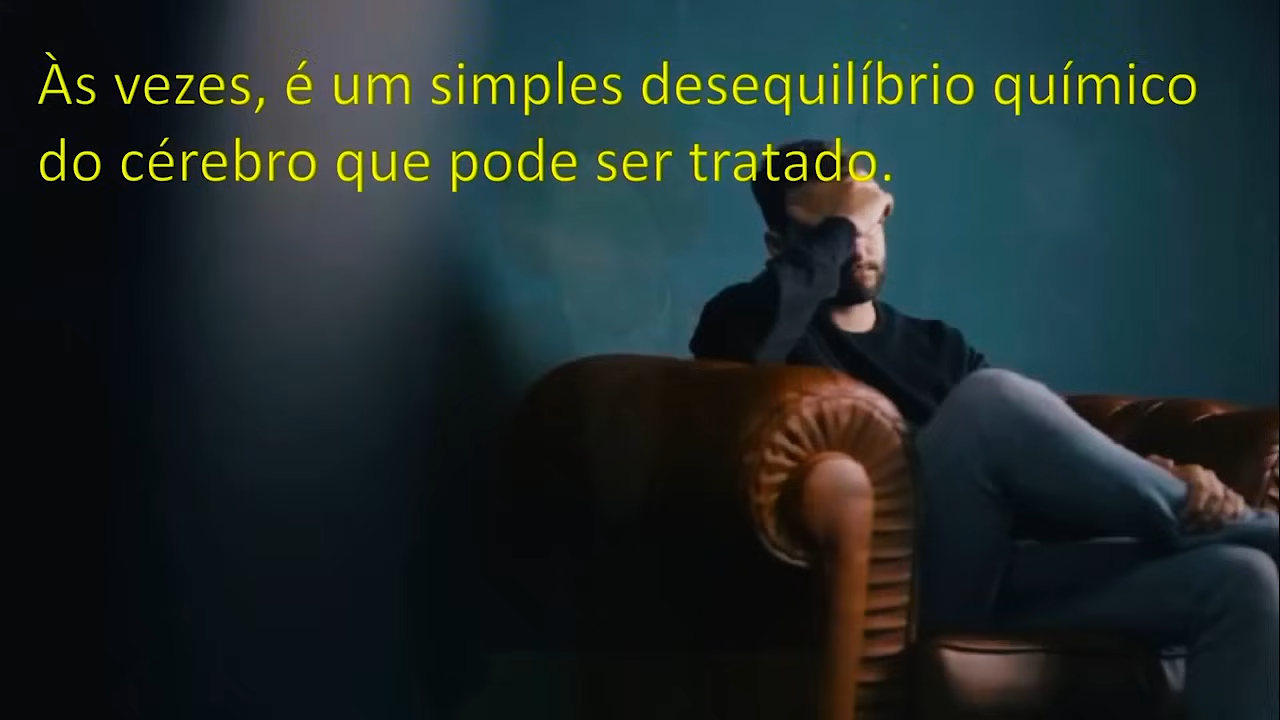 Às vezes, é um simples desequilíbrio químico
do cérebro que pode ser tratado.